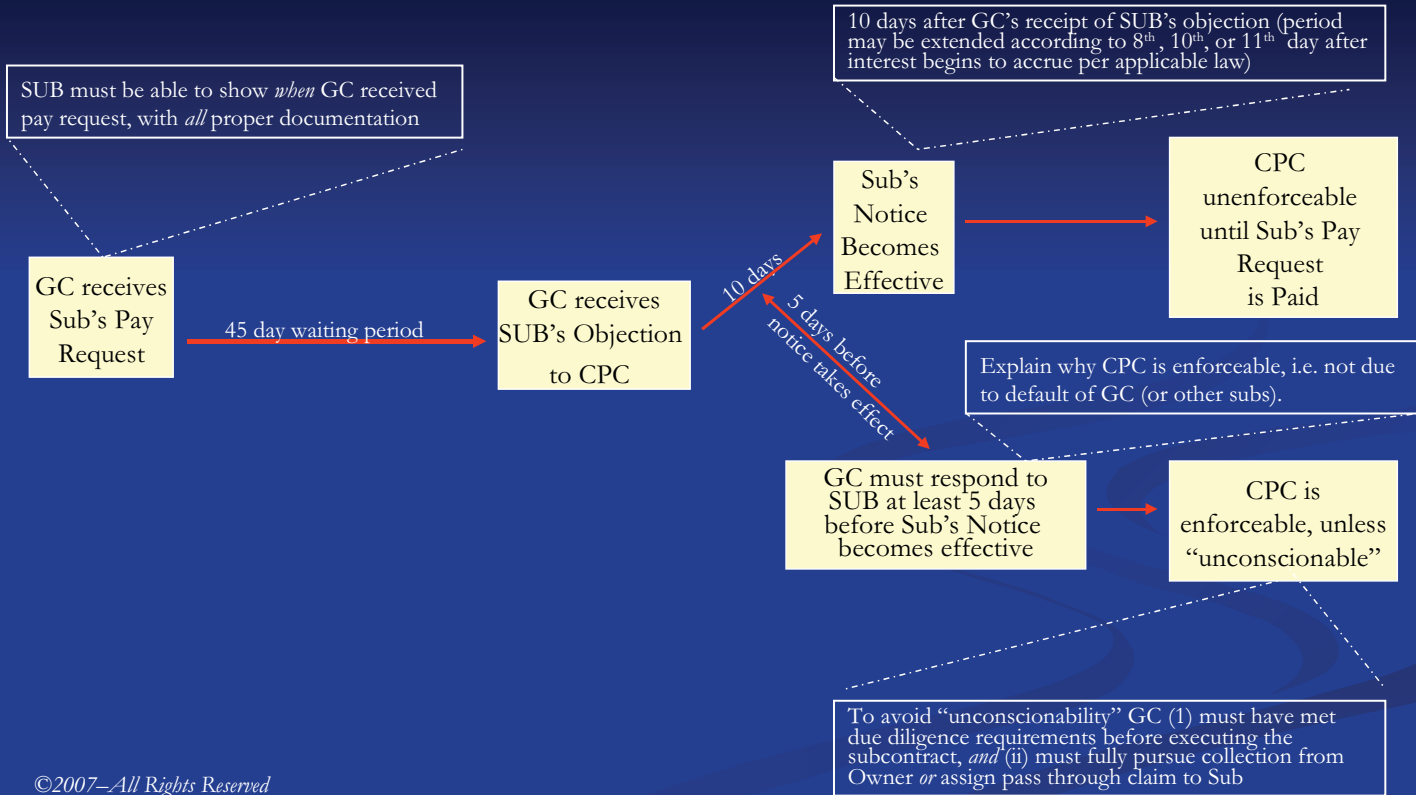 10 days after GC’s receipt of SUB’s objection (period
may be extended according to 8th, 10th, or 11th day after
interest begins to accrue per applicable law)
SUB must be able to show when GC received
pay request, with all proper documentation
GC receives
Sub’s Pay
Request
45 day waiting period
GC receives
SUB’s Objection
to CPC
10 days
Sub’s
Notice
Becomes
Effective
CPC
unenforceable
until Sub’s Pay
Request
is Paid
5 days before
notice takes effect
Explain why CPC is enforceable, i.e. not due
to default of GC (or other subs).
GC must respond to
SUB at least 5 days
before Sub’s Notice
becomes effective
CPC is
enforceable, unless
“unconscionable”
To avoid “unconscionability” GC (1) must have met
due diligence requirements before executing the
subcontract, and (ii) must fully pursue collection from
Owner or assign pass through claim to Sub
©2007–All Rights Reserved